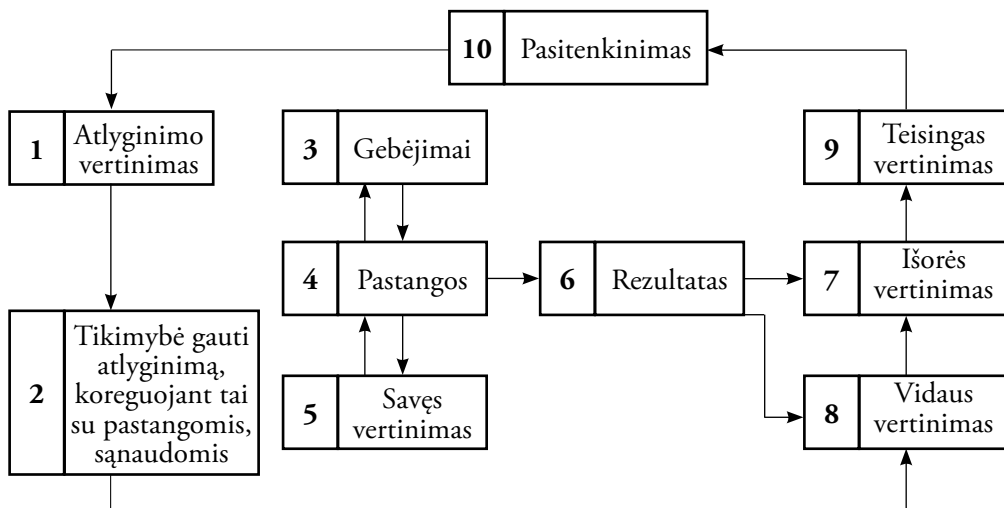 10 Pasitenkinimas
1 Atlyginimo
vertinimas
3 Gebėjimai
9 Teisingas
vertinimas
4 Pastangos
6 Rezultatas
7 Išorės
vertinimas
2 Tikimybė gauti
atlyginimą,
koreguojant tai
su pastangomis,
sąnaudomis
5 Savęs
vertinimas
8 Vidaus
vertinimas